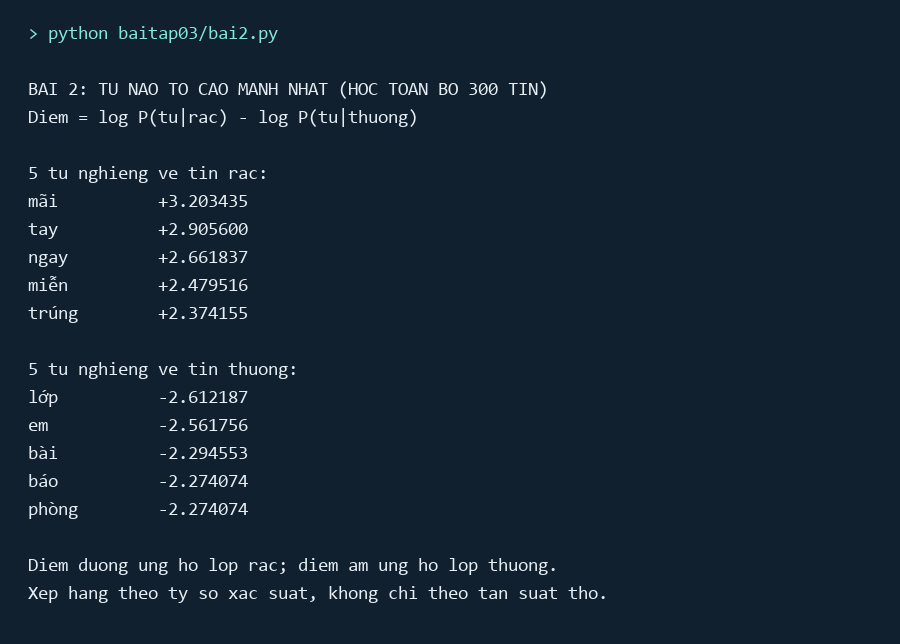 > python baitap03/bai2.py
BAI 2: TU NAO TO CAO MANH NHAT (HOC TOAN BO 300 TIN)
Diem = log P(tu|rac) - log P(tu|thuong)
5 tu nghieng ve tin rac:
mãi +3.203435
tay +2.905600
ngay +2.661837
miễn +2.479516
trúng +2.374155
5 tu nghieng ve tin thuong:
lớp -2.612187
em -2.561756
bài -2.294553
báo -2.274074
phòng -2.274074
Diem duong ung ho lop rac; diem am ung ho lop thuong.
Xep hang theo ty so xac suat, khong chi theo tan suat tho.